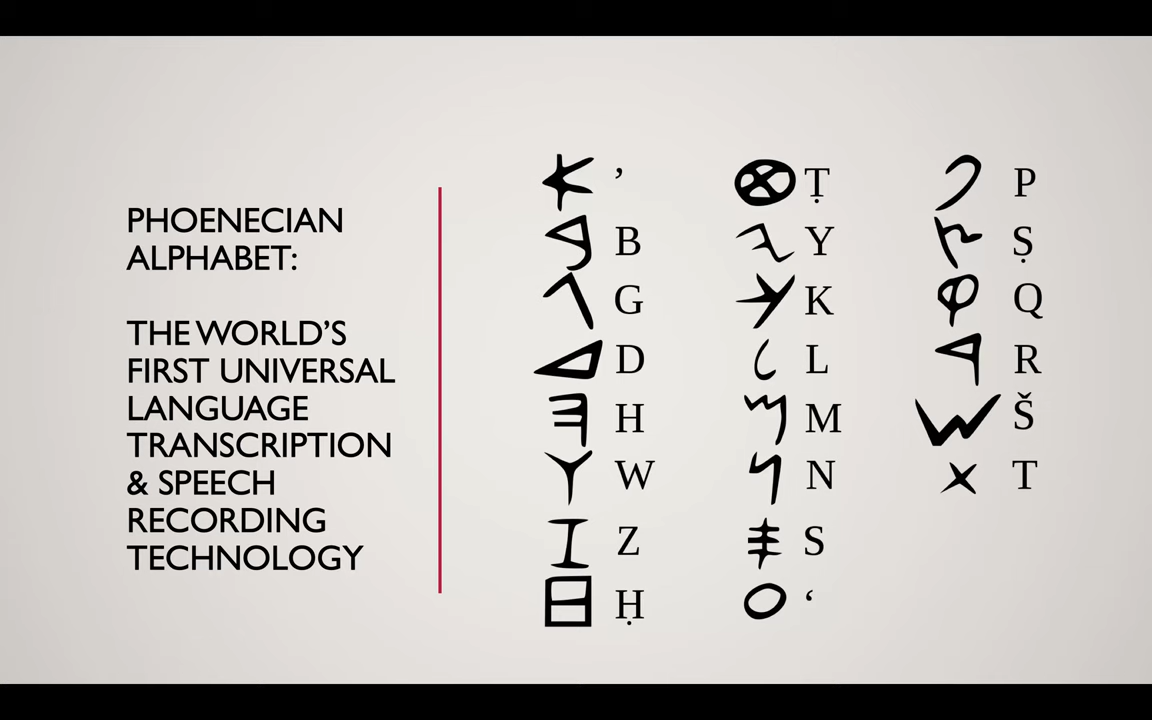 PHOENECIAN
ALPHABET:
THE WORLD'S
FIRST UNIVERSAL
LANGUAGE
TRANSCRIPTION
& SPEECH
RECORDING
TECHNOLOGY
𐤀 ’
𐤁 B
𐤂 G
𐤃 D
𐤄 H
𐤅 W
𐤆 Z
𐤇 Ḥ
𐤈 Ṭ
𐤉 Y
𐤊 K
𐤋 L
𐤌 M
𐤍 N
𐤎 S
𐤏 ‘
𐤐 P
𐤑 Ṣ
𐤒 Q
𐤓 R
𐤔 Š
𐤕 T